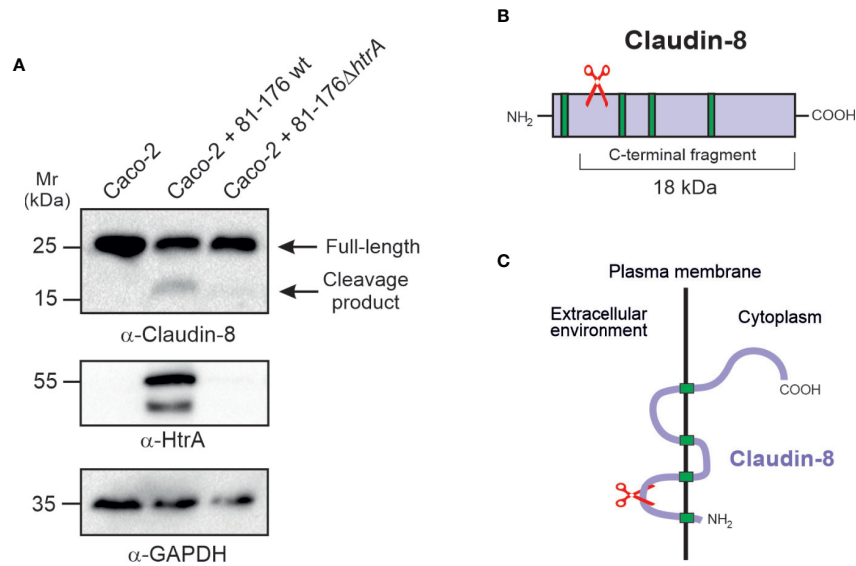 A
Caco-2
Caco-2 + 81-176 wt
Caco-2 + 81-176ΔhtrA
Mr
(kDa)
25
15
Full-length
Cleavage
product
α-Claudin-8
55
α-HtrA
35
α-GAPDH
B
Claudin-8
NH2
COOH
C-terminal fragment
18 kDa
C
Plasma membrane
Extracellular
environment
Cytoplasm
COOH
Claudin-8
NH2